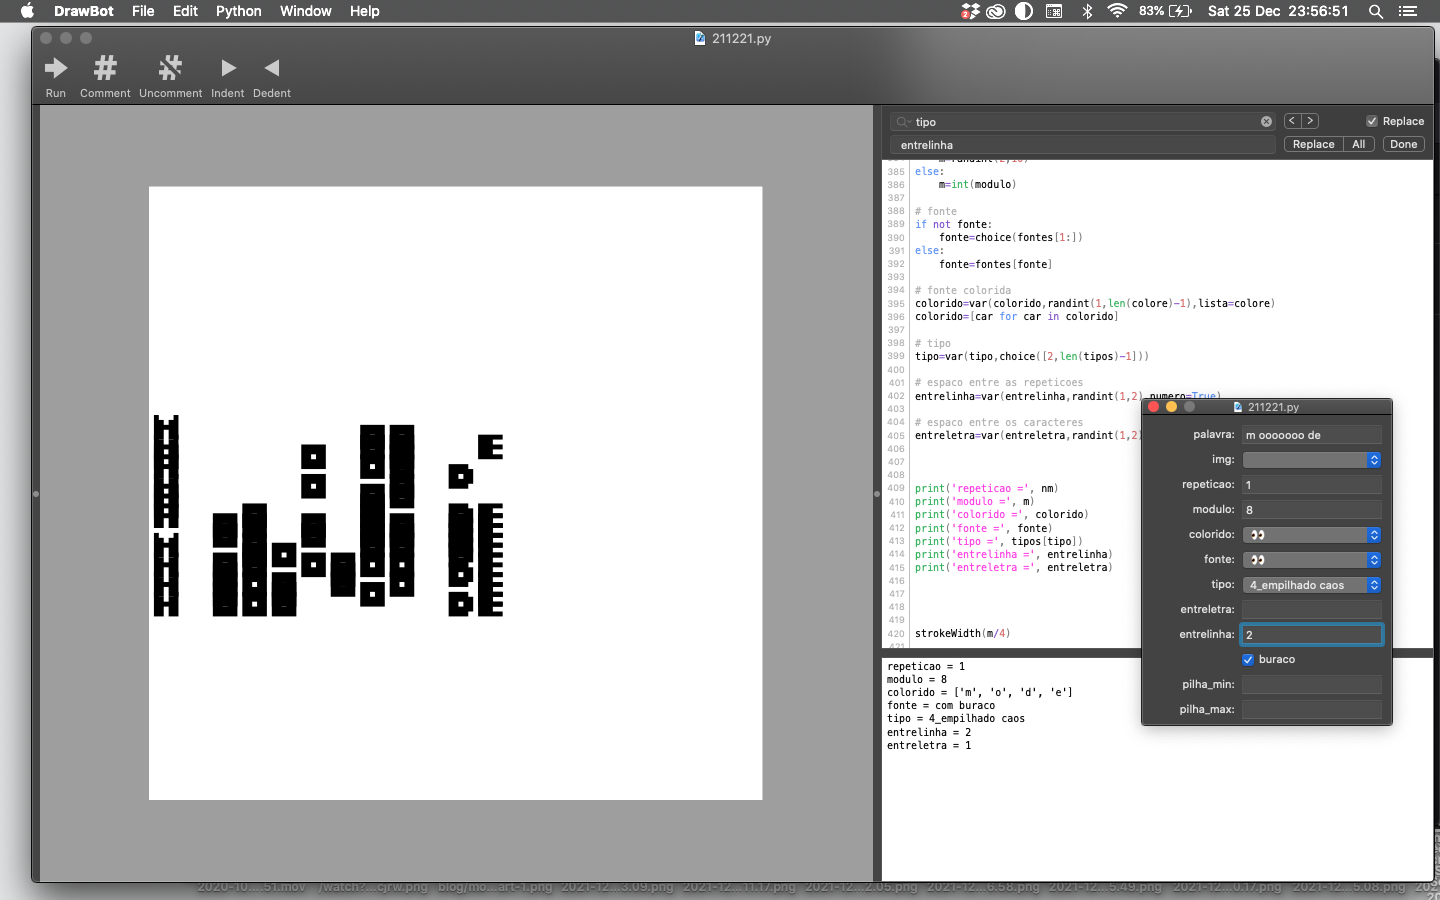 DrawBot File Edit Python Window Help
2 83% Sat 25 Dec 23:56:51
211221.py
Run Comment Uncomment Indent Dedent
tipo
Replace
entrelinha
Replace All Done
385 else:
386 m=int(modulo)
387
388 # fonte
389 if not fonte:
390 fonte=choice(fontes[1:])
391 else:
392 fonte=fontes[fonte]
393
394 # fonte colorida
395 colorido=var(colorido,randint(1,len(colore)-1),lista=colore)
396 colorido=[car for car in colorido]
397
398 # tipo
399 tipo=var(tipo,choice([2,len(tipos)-1]))
400
401 # espaco entre as repeticoes
402 entrelinha=var(entrelinha,randint(1,2),numero=True)
403
404 # espaco entre os caracteres
405 entreletra=var(entreletra,randint(1,2)
406
407
408
409 print('repeticao =', nm)
410 print('modulo =', m)
411 print('colorido =', colorido)
412 print('fonte =', fonte)
413 print('tipo =', tipos[tipo])
414 print('entrelinha =', entrelinha)
415 print('entreletra =', entreletra)
416
417
418
419
420 strokeWidth(m/4)
421
repeticao = 1
modulo = 8
colorido = ['m', 'o', 'd', 'e']
fonte = com buraco
tipo = 4_empilhado caos
entrelinha = 2
entreletra = 1
211221.py
palavra: m ooooooo de
img:
repeticao: 1
modulo: 8
colorido: 👀
fonte: 👀
tipo: 4_empilhado caos
entreletra:
entrelinha: 2
buraco
pilha_min:
pilha_max:
2020-10....51.mov /watch?...cjrw.png blog/mo...art-1.png 2021-12...3.09.png 2021-12...11.17.png 2021-12...2.05.png 2021-12...6.58.png 2021-12...5.49.png 2021-12...0.17.png 2021-12...5.08.png